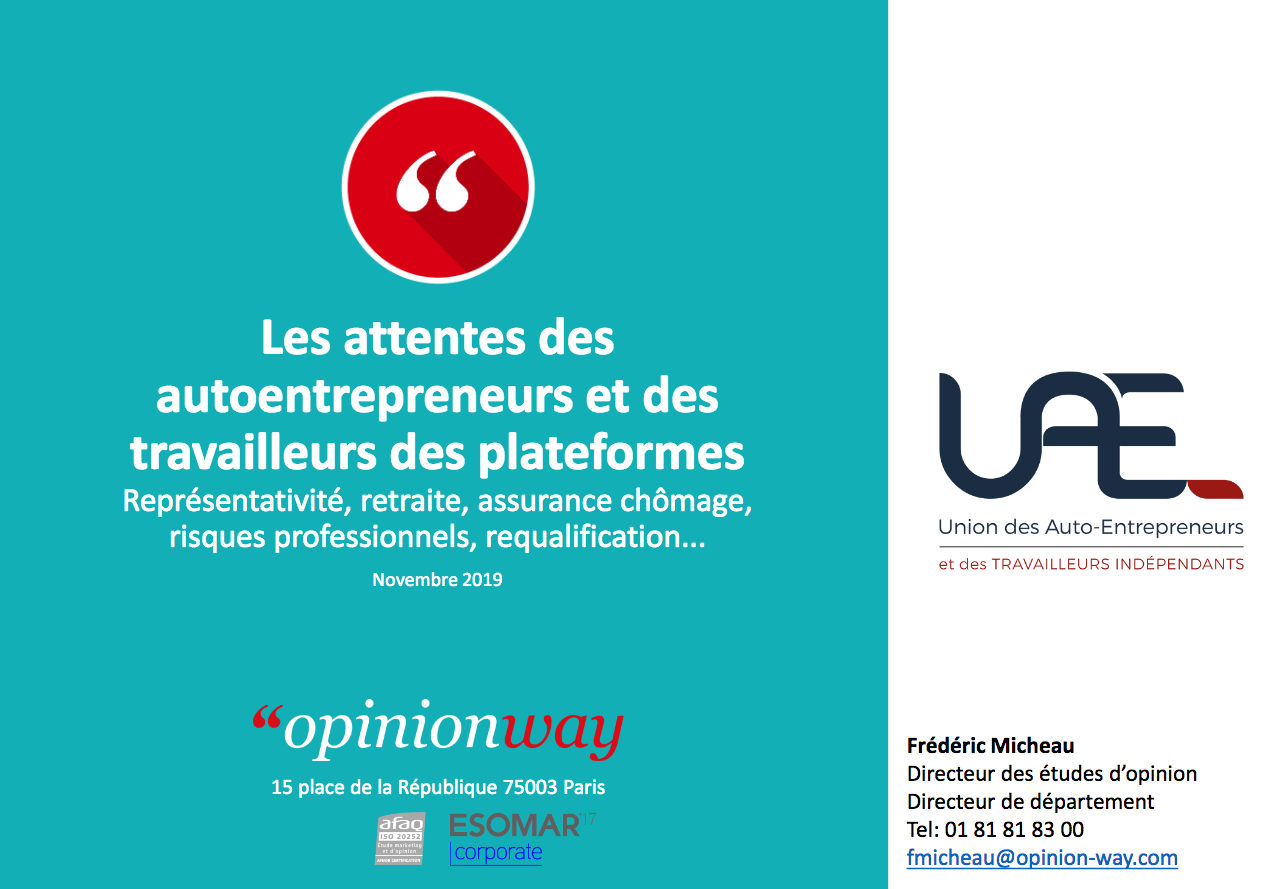 Les attentes des
autoentrepreneurs et des
travailleurs des plateformes
Représentativité, retraite, assurance chômage,
risques professionnels, requalification...
Novembre 2019
“opinionway
15 place de la République 75003 Paris
afaq
ISO 20252
Étude marketing
et d'opinion
AFNOR CERTIFICATION
ESOMAR'17
corporate
UAE
Union des Auto-Entrepreneurs
et des TRAVAILLEURS INDÉPENDANTS
Frédéric Micheau
Directeur des études d’opinion
Directeur de département
Tel: 01 81 81 83 00
fmicheau@opinion-way.com